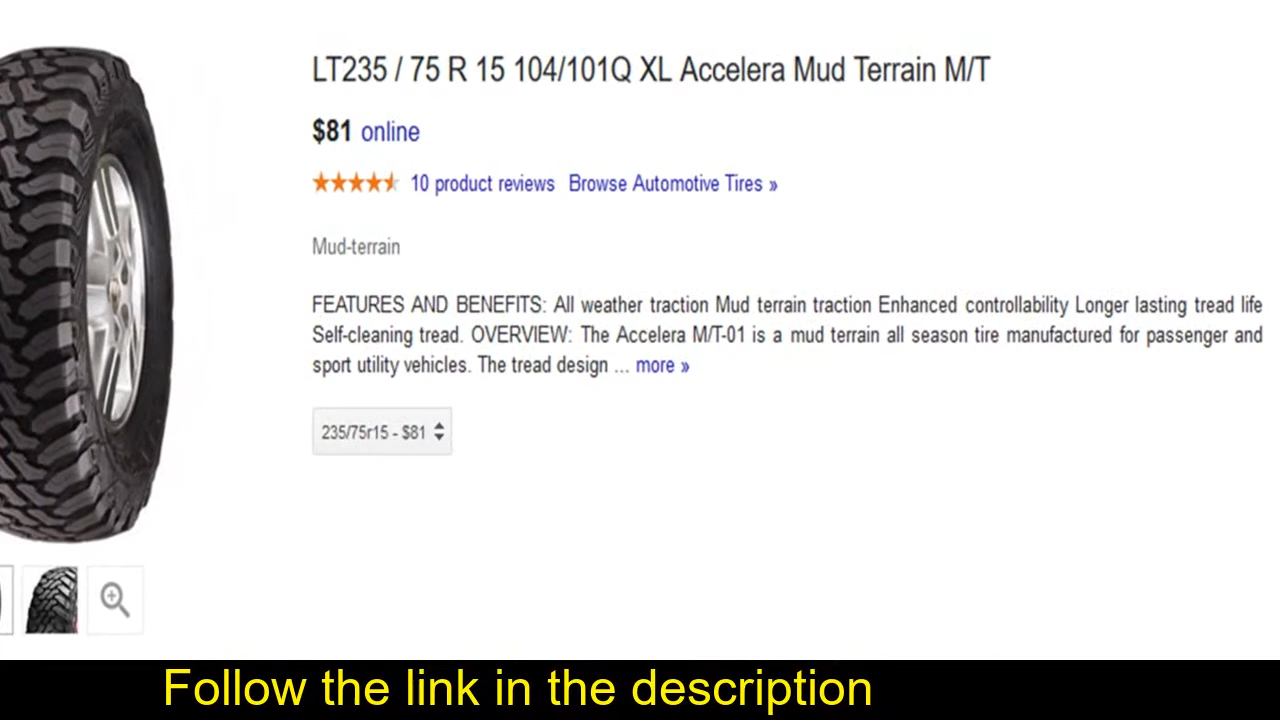 LT235 / 75 R 15 104/101Q XL Accelera Mud Terrain M/T
$81 online
10 product reviews Browse Automotive Tires »
Mud-terrain
FEATURES AND BENEFITS: All weather traction Mud terrain traction Enhanced controllability Longer lasting tread life
Self-cleaning tread. OVERVIEW: The Accelera M/T-01 is a mud terrain all season tire manufactured for passenger and
sport utility vehicles. The tread design ... more »
235/75r15 - $81
Follow the link in the description